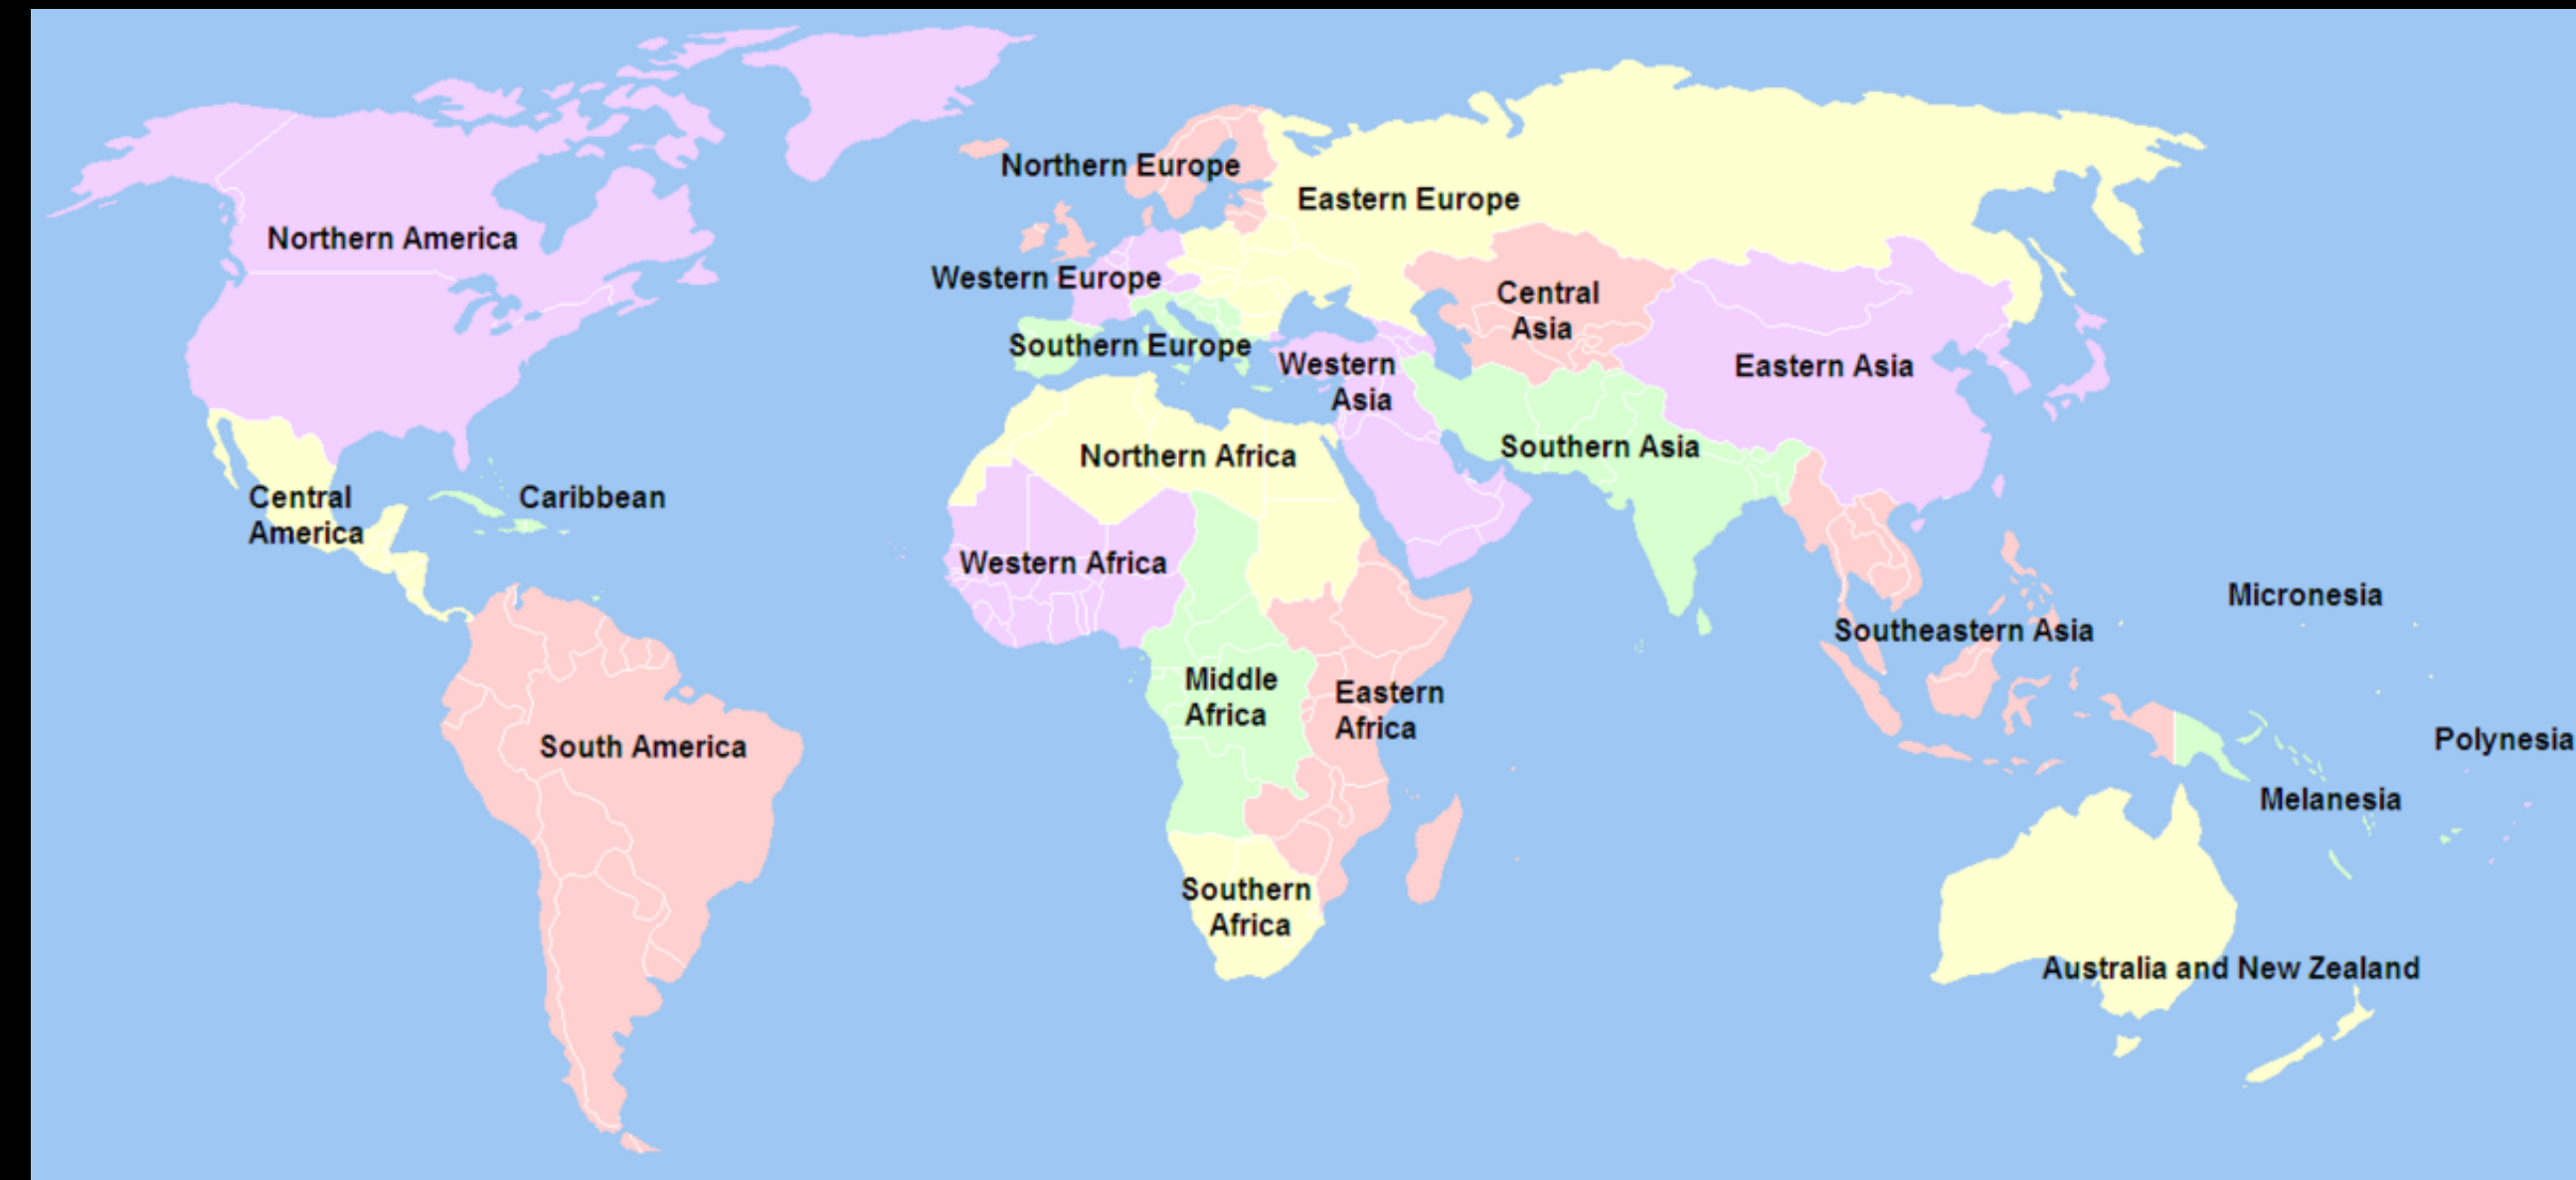 Northern Europe
Eastern Europe
Northern America
Western Europe
Central
Asia
Southern Europe
Western
Asia
Eastern Asia
Northern Africa
Southern Asia
Central
America
Caribbean
Western Africa
Micronesia
Southeastern Asia
Middle
Africa
Eastern
Africa
South America
Polynesia
Melanesia
Southern
Africa
Australia and New Zealand